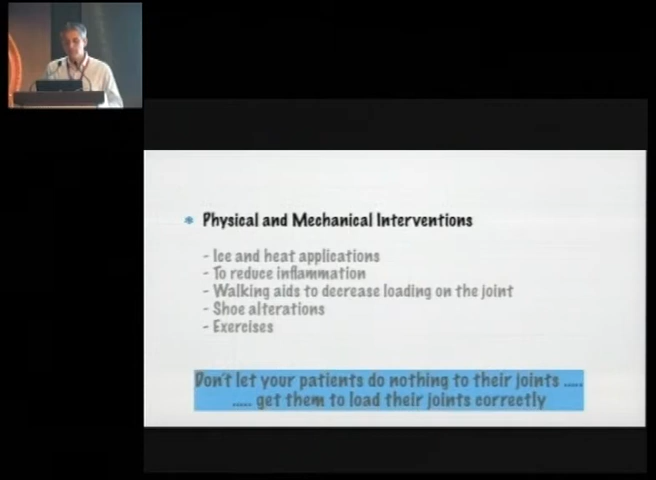 * Physical and Mechanical Interventions
- Ice and heat applications
- To reduce inflammation
- Walking aids to decrease loading on the joint
- Shoe alterations
- Exercises
Don't let your patients do nothing to their joints .....
..... get them to load their joints correctly